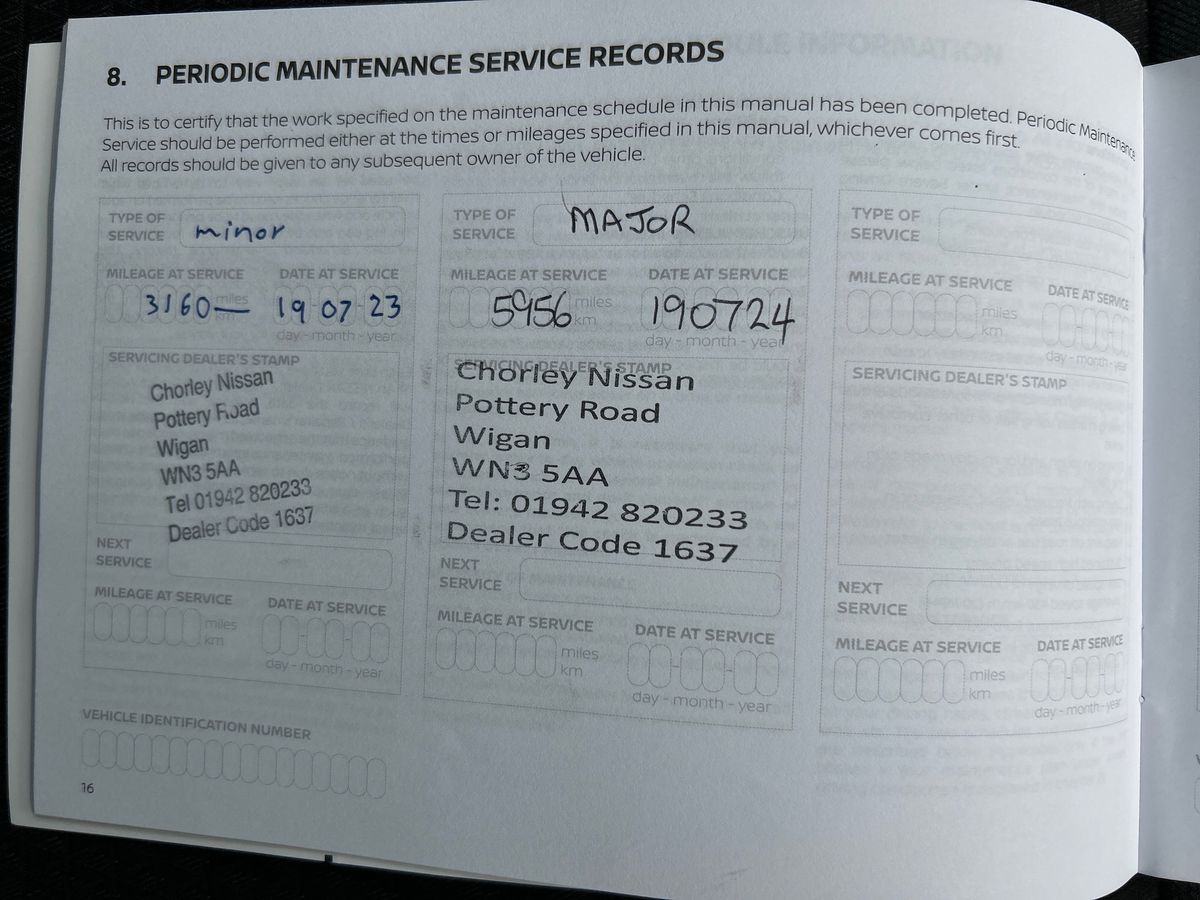 8. PERIODIC MAINTENANCE SERVICE RECORDS
This is to certify that the work specified on the maintenance schedule in this manual has been completed. Periodic Maintenance
Service should be performed either at the times or mileages specified in this manual, whichever comes first.
All records should be given to any subsequent owner of the vehicle.
TYPE OF
SERVICE minor
MILEAGE AT SERVICE DATE AT SERVICE
3160 miles 19-07-23
km
day - month - year
SERVICING DEALER'S STAMP
Chorley Nissan
Pottery Road
Wigan
WN3 5AA
Tel 01942 820233
Dealer Code 1637
NEXT
SERVICE
MILEAGE AT SERVICE DATE AT SERVICE
miles
km
day - month - year
TYPE OF
SERVICE MAJOR
MILEAGE AT SERVICE DATE AT SERVICE
5956 miles 190724
km
day - month - year
SERVICING DEALER'S STAMP
Chorley Nissan
Pottery Road
Wigan
WN3 5AA
Tel: 01942 820233
Dealer Code 1637
NEXT
SERVICE
MILEAGE AT SERVICE DATE AT SERVICE
miles
km
day - month - year
TYPE OF
SERVICE
MILEAGE AT SERVICE DATE AT SERVICE
miles
km
day - month - year
SERVICING DEALER'S STAMP
NEXT
SERVICE
MILEAGE AT SERVICE DATE AT SERVICE
miles
km
day - month - year
VEHICLE IDENTIFICATION NUMBER
16